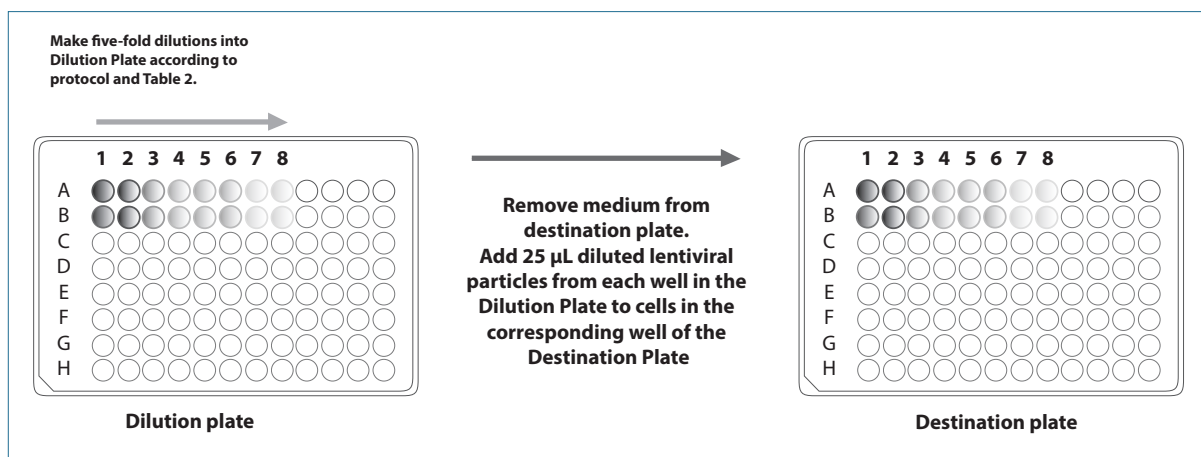 Make five-fold dilutions into
Dilution Plate according to
protocol and Table 2.
1 2 3 4 5 6 7 8
A
B
C
D
E
F
G
H
Dilution plate
Remove medium from
destination plate.
Add 25 µL diluted lentiviral
particles from each well in the
Dilution Plate to cells in the
corresponding well of the
Destination Plate
1 2 3 4 5 6 7 8
A
B
C
D
E
F
G
H
Destination plate